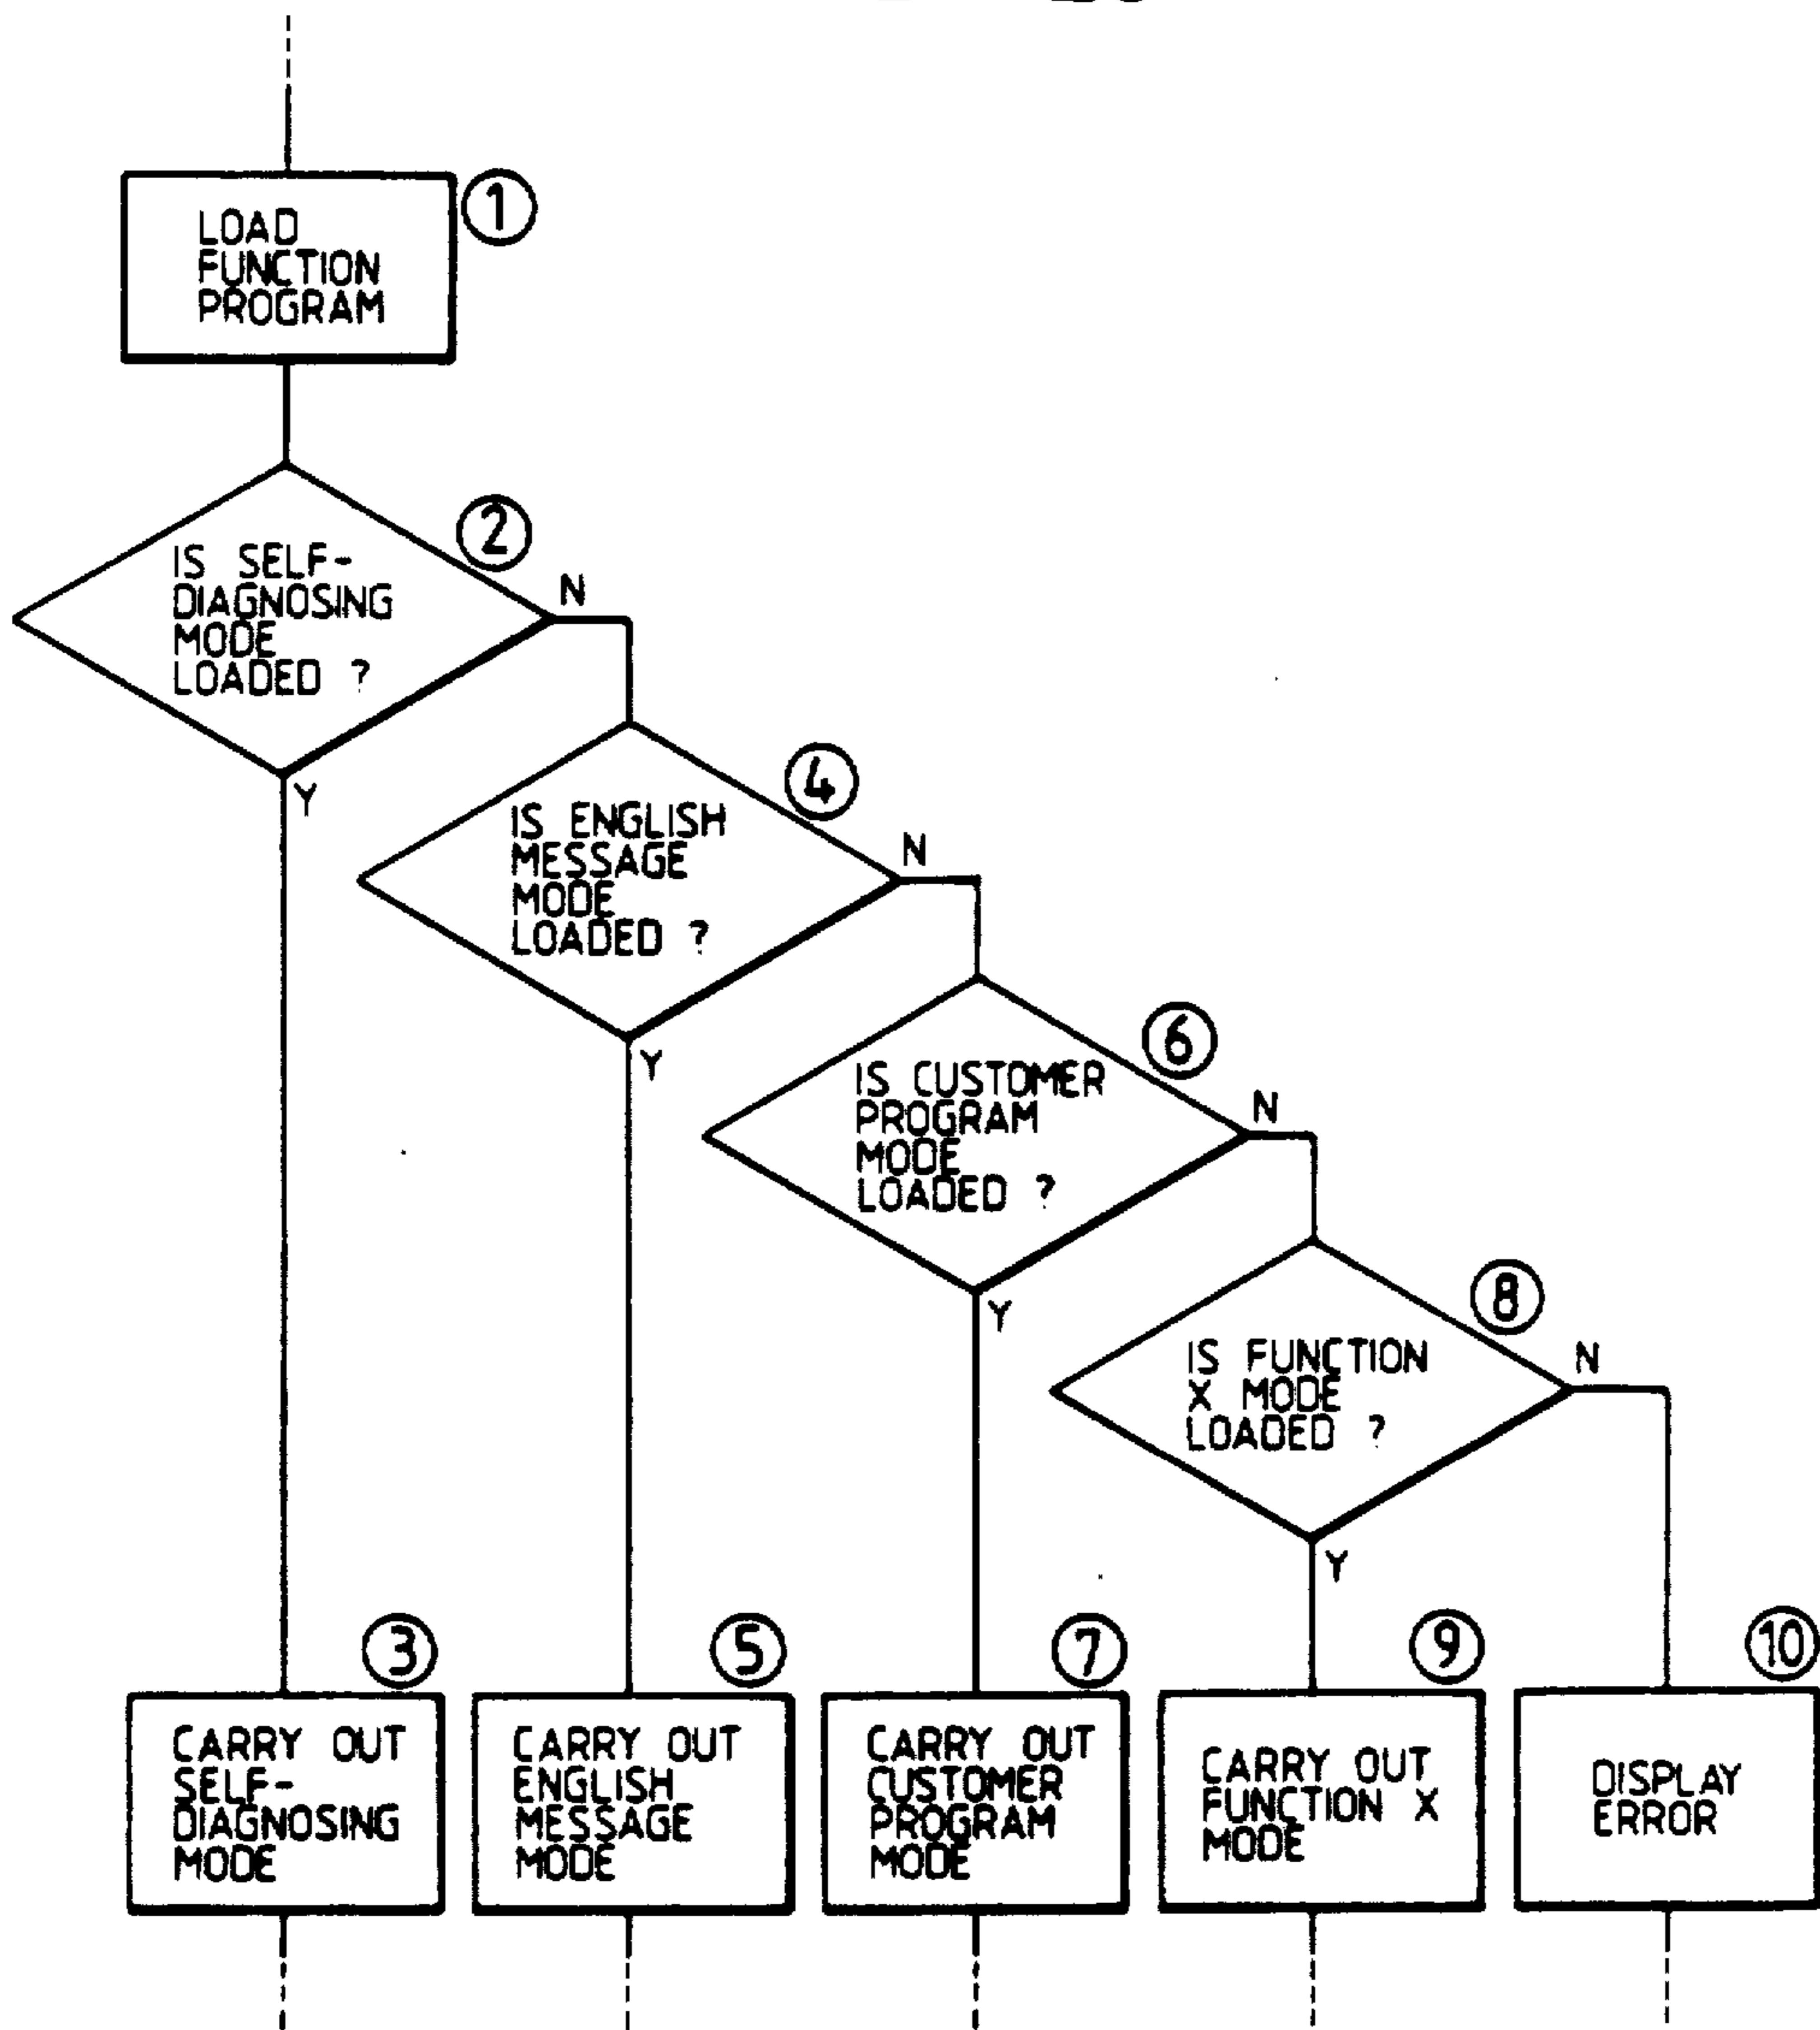 1
LOAD
FUNCTION
PROGRAM
2
IS SELF-
DIAGNOSING
MODE
LOADED ?
N
Y
4
IS ENGLISH
MESSAGE
MODE
LOADED ?
N
Y
6
IS CUSTOMER
PROGRAM
MODE
LOADED ?
N
Y
8
IS FUNCTION
X MODE
LOADED ?
N
Y
3
CARRY OUT
SELF-
DIAGNOSING
MODE
5
CARRY OUT
ENGLISH
MESSAGE
MODE
7
CARRY OUT
CUSTOMER
PROGRAM
MODE
9
CARRY OUT
FUNCTION X
MODE
10
DISPLAY
ERROR